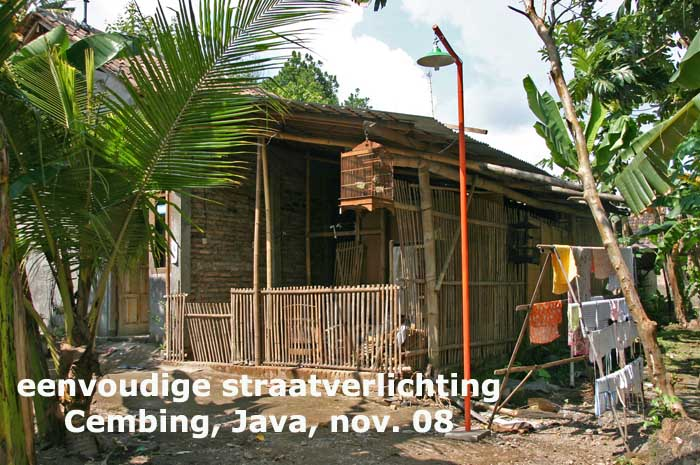 eenvoudige straatverlichting
Cembing, Java, nov. 08